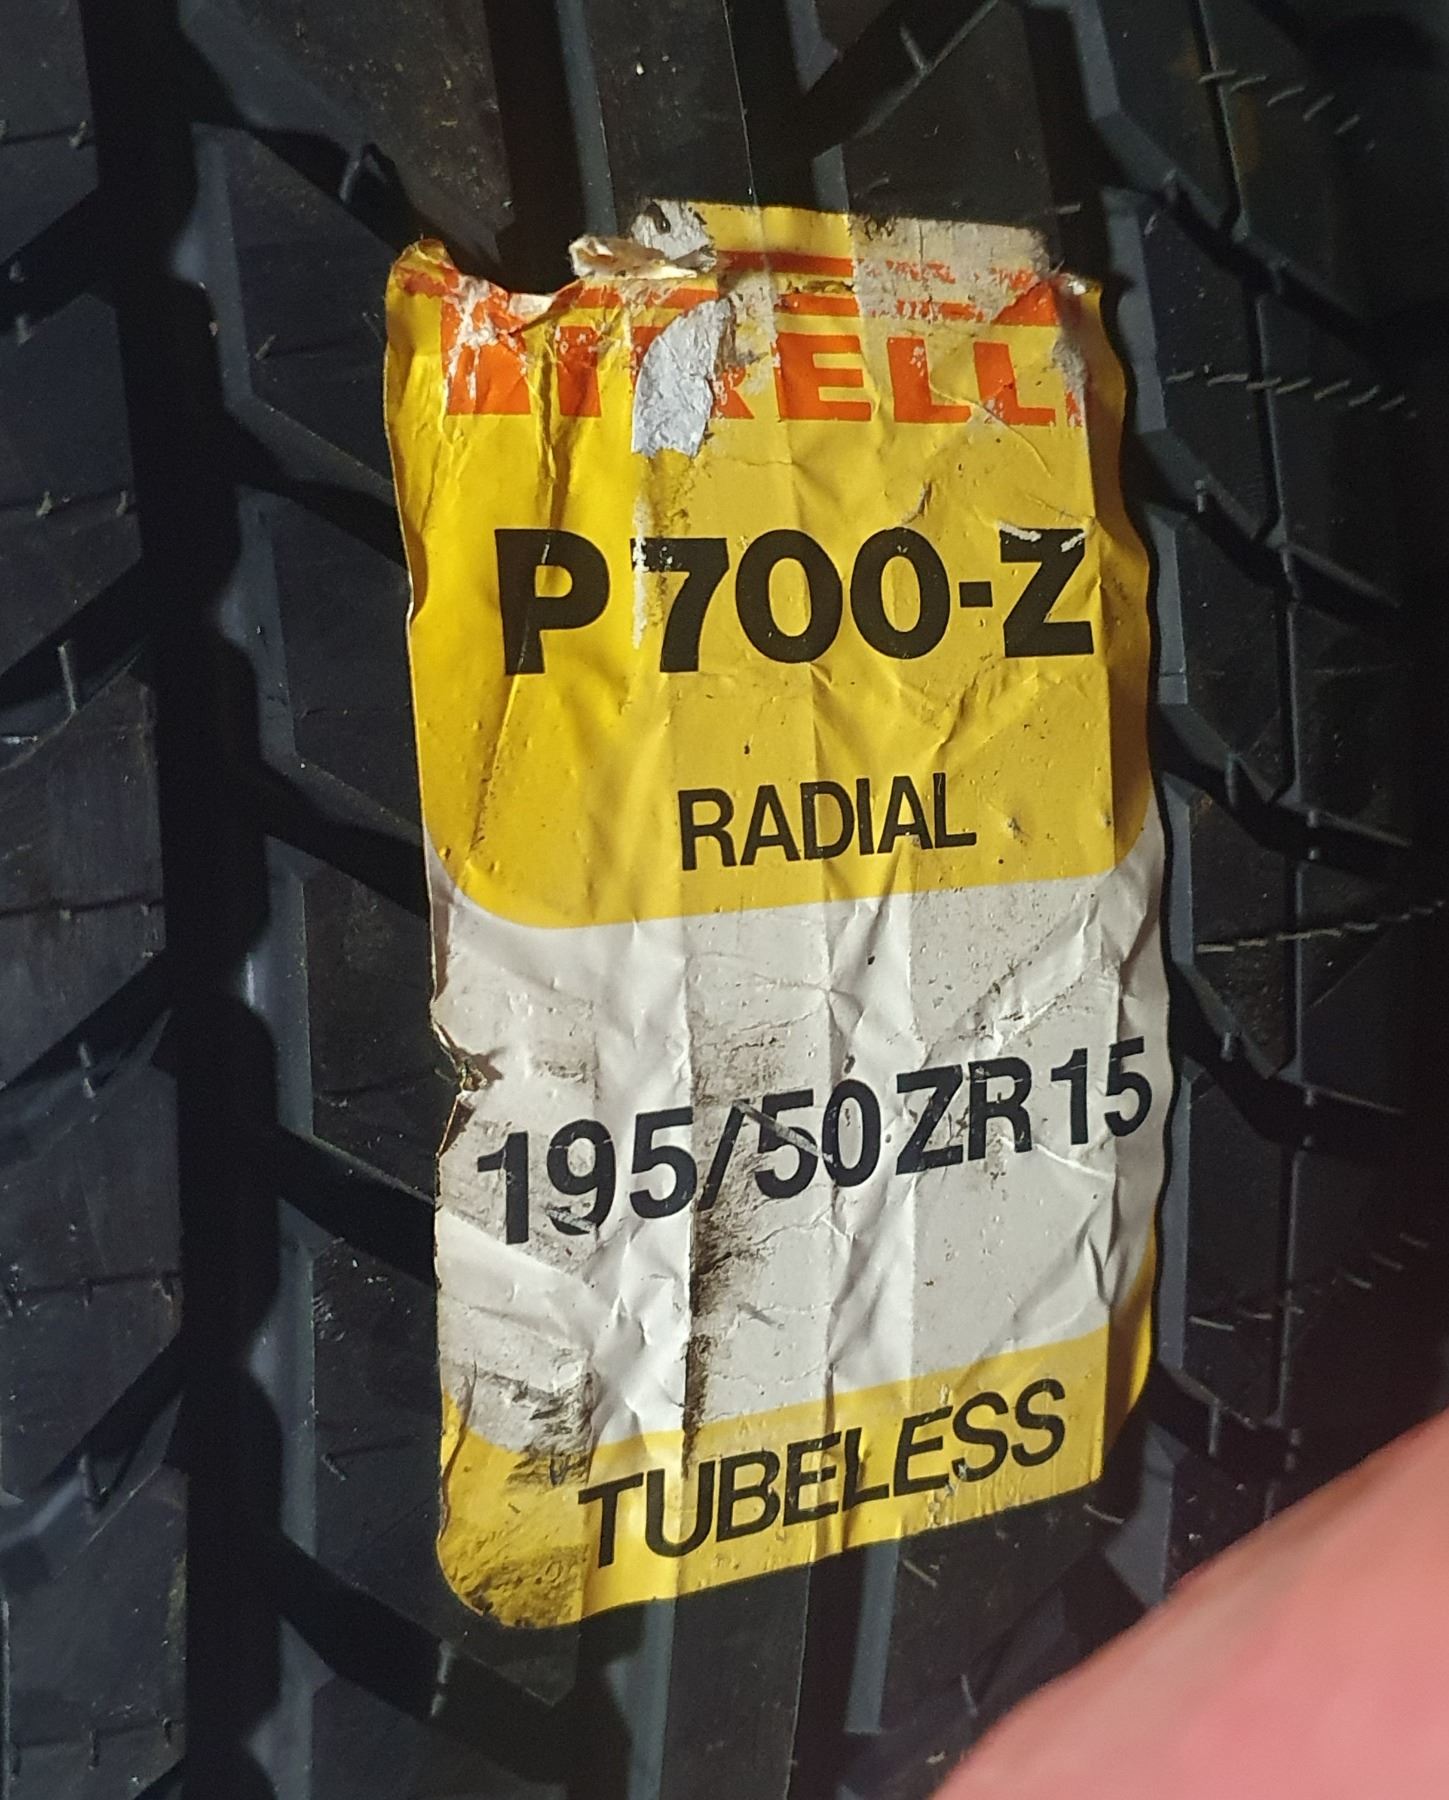 PIRELLI
P700-Z
RADIAL
195/50 ZR 15
TUBELESS